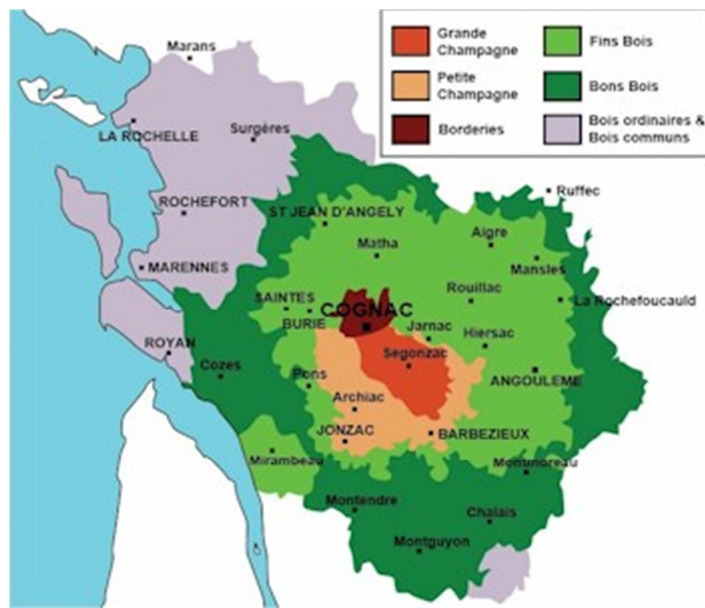 Grande
Champagne
Fins Bois
Petite
Champagne
Bons Bois
Borderies
Bois ordinaires &
Bois communs
Marans
LA ROCHELLE
Surgères
Ruffec
ROCHEFORT
ST JEAN D'ANGELY
Aigre
Matha
Mansles
MARENNES
Rouillac
La Rochefoucauld
SAINTES
COGNAC
BURIE
Jarnac
Hiersac
ROYAN
Segonzac
Cozes
Pons
ANGOULEME
Archiac
JONZAC
BARBEZIEUX
Mirambeau
Montmoreau
Montendre
Chalais
Montguyon